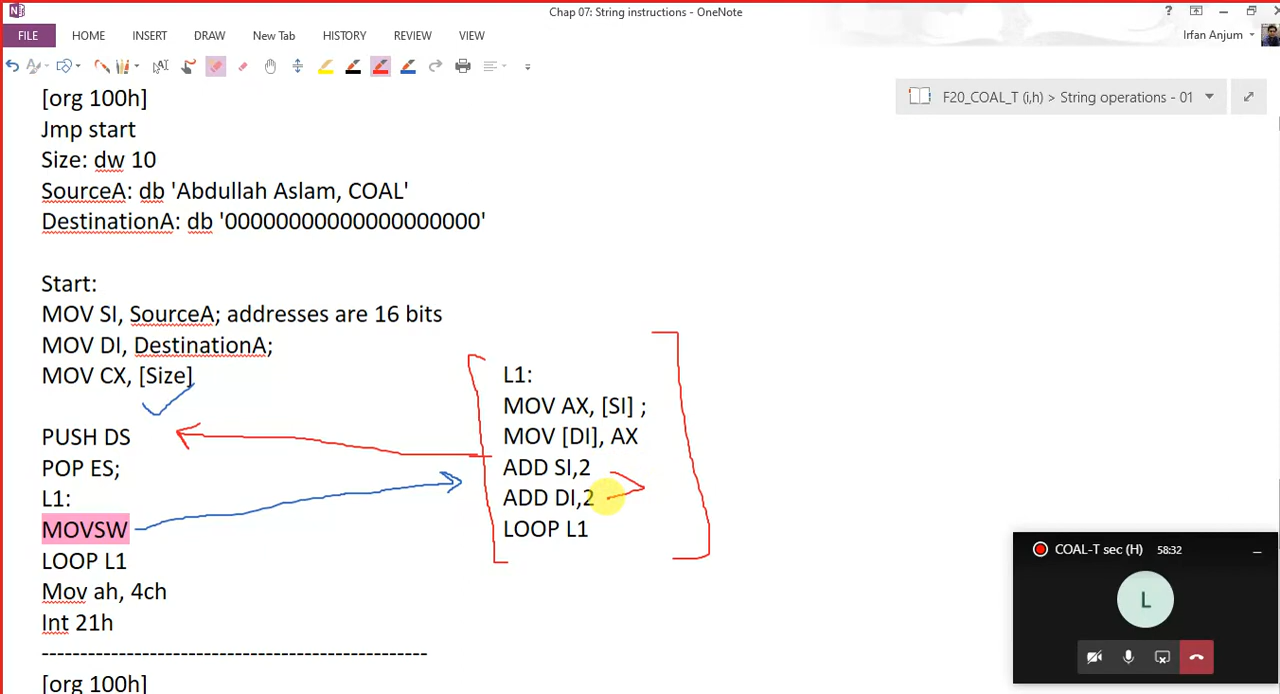 Chap 07: String instructions - OneNote
FILE HOME INSERT DRAW New Tab HISTORY REVIEW VIEW
Irfan Anjum
F20_COAL_T (i,h) > String operations - 01
[org 100h]
Jmp start
Size: dw 10
SourceA: db 'Abdullah Aslam, COAL'
DestinationA: db '00000000000000000000'
Start:
MOV SI, SourceA; addresses are 16 bits
MOV DI, DestinationA;
MOV CX, [Size]
PUSH DS
POP ES;
L1:
MOVSW
LOOP L1
Mov ah, 4ch
Int 21h
-----------------------------------------------
[org 100h]
L1:
MOV AX, [SI] ;
MOV [DI], AX
ADD SI,2
ADD DI,2
LOOP L1
COAL-T sec (H) 58:32
L